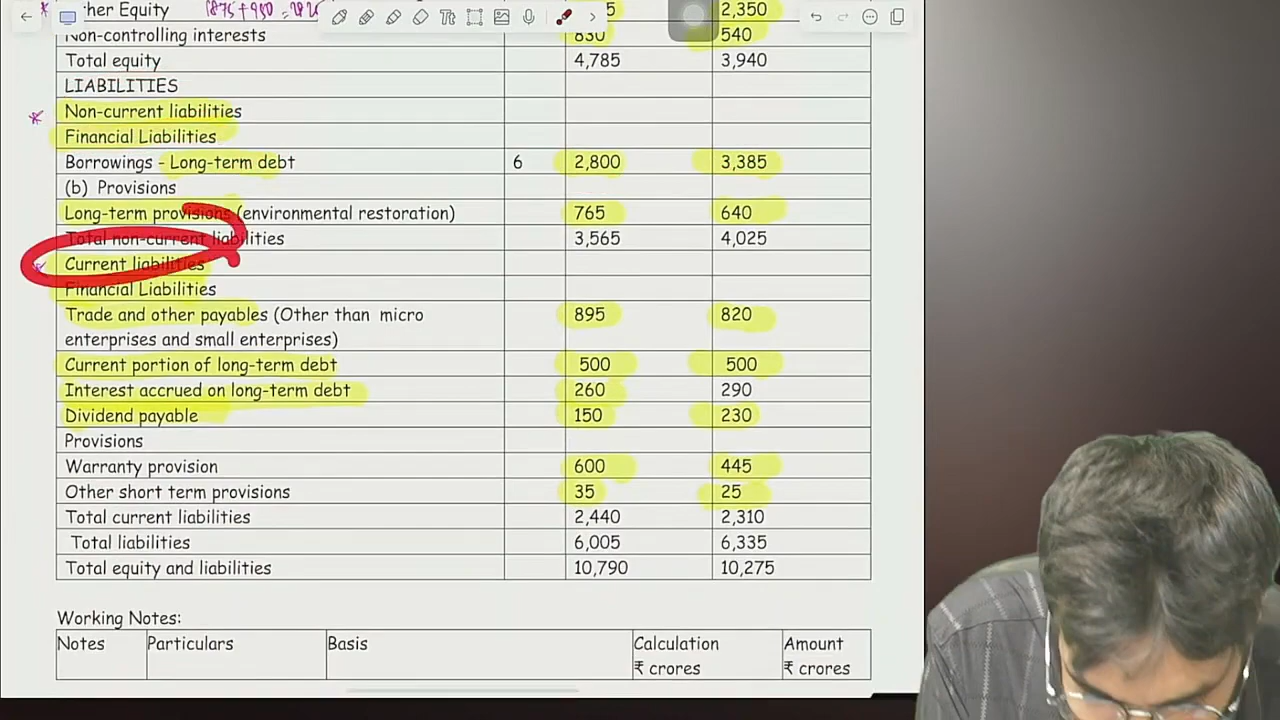 her Equity 1875+950 = 282 5 2,350
Non-controlling interests 830 540
Total equity 4,785 3,940
LIABILITIES
Non-current liabilities
Financial Liabilities
Borrowings - Long-term debt 6 2,800 3,385
(b) Provisions
Long-term provisions (environmental restoration) 765 640
Total non-current liabilities 3,565 4,025
Current liabilities
Financial Liabilities
Trade and other payables (Other than micro 895 820
enterprises and small enterprises)
Current portion of long-term debt 500 500
Interest accrued on long-term debt 260 290
Dividend payable 150 230
Provisions
Warranty provision 600 445
Other short term provisions 35 25
Total current liabilities 2,440 2,310
Total liabilities 6,005 6,335
Total equity and liabilities 10,790 10,275
Working Notes:
Notes Particulars Basis Calculation Amount
₹ crores ₹ crores